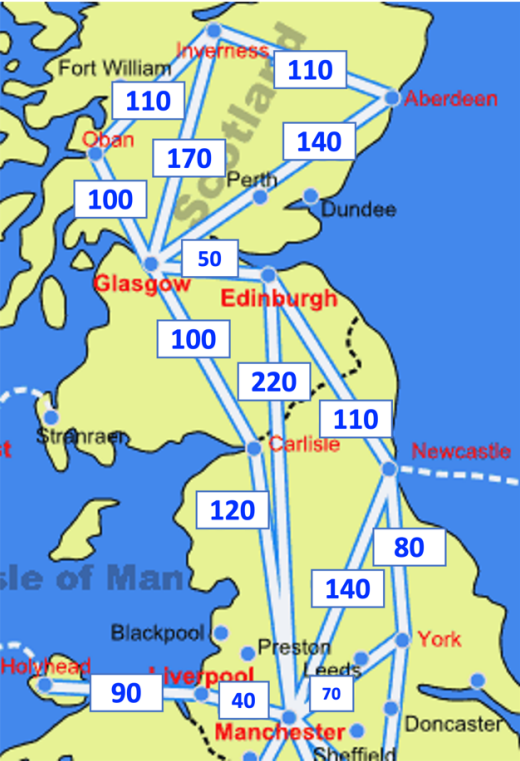 Inverness
Fort William
110
Aberdeen
110
Scotland
Oban
140
170
Perth
100
Dundee
50
Glasgow
Edinburgh
100
220
110
Stranraer
st
Carlisle
Newcastle
120
80
140
sle of Man
Blackpool
York
Preston
Leeds
Holyhead
Liverpool
90
40
70
Manchester
Doncaster
Sheffield